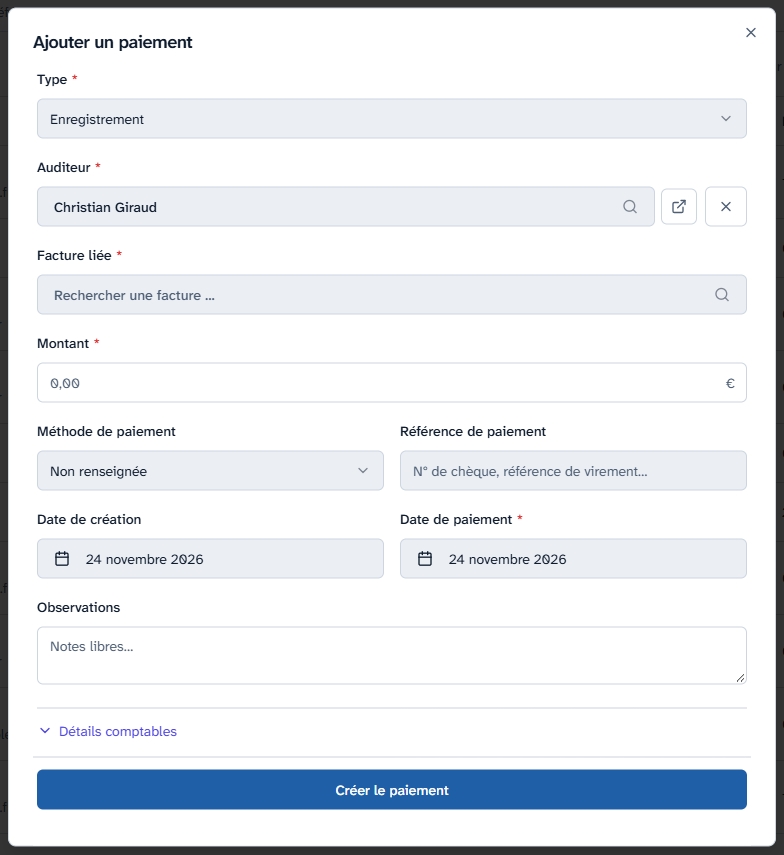 Ajouter un paiement
Type *
Enregistrement
Auditeur *
Christian Giraud
Facture liée *
Rechercher une facture ...
Montant *
0,00 €
Méthode de paiement
Référence de paiement
Non renseignée
N° de chèque, référence de virement...
Date de création
Date de paiement *
24 novembre 2026
24 novembre 2026
Observations
Notes libres...
Détails comptables
Créer le paiement